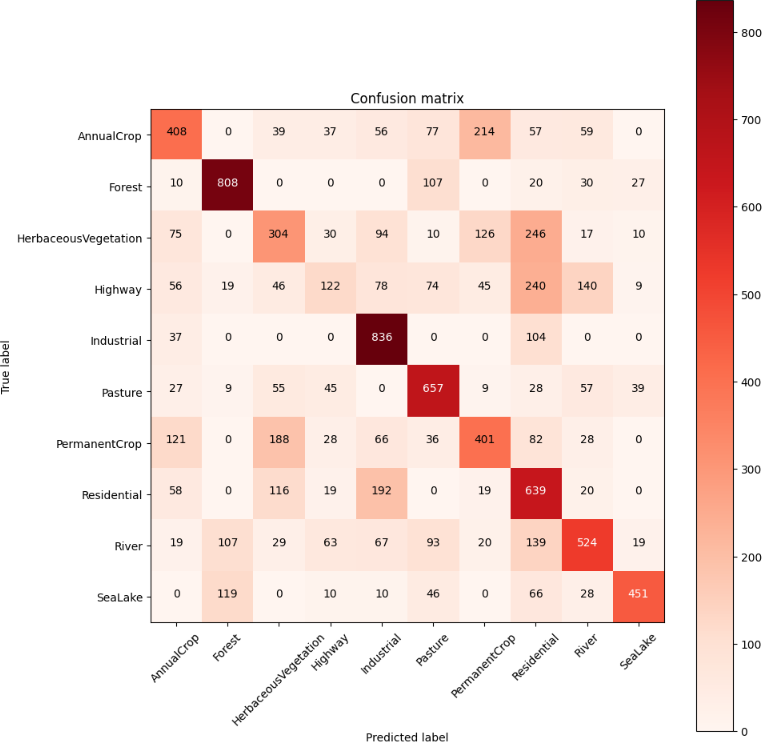 Confusion matrix
AnnualCrop 408 0 39 37 56 77 214 57 59 0
Forest 10 808 0 0 0 107 0 20 30 27
HerbaceousVegetation 75 0 304 30 94 10 126 246 17 10
Highway 56 19 46 122 78 74 45 240 140 9
Industrial 37 0 0 0 836 0 0 104 0 0
Pasture 27 9 55 45 0 657 9 28 57 39
PermanentCrop 121 0 188 28 66 36 401 82 28 0
Residential 58 0 116 19 192 0 19 639 20 0
River 19 107 29 63 67 93 20 139 524 19
SeaLake 0 119 0 10 10 46 0 66 28 451
AnnualCrop Forest HerbaceousVegetation Highway Industrial Pasture PermanentCrop Residential River SeaLake
Predicted label
True label
800
700
600
500
400
300
200
100
0